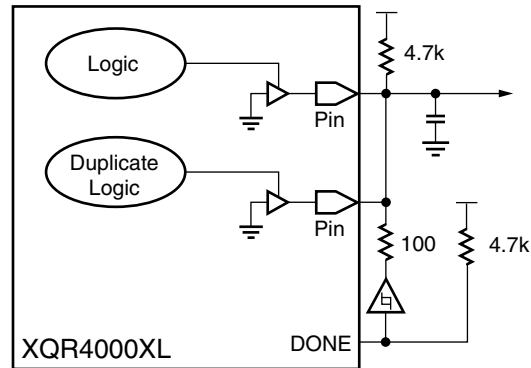 Logic
4.7k
Pin
Duplicate
Logic
Pin
100
4.7k
XQR4000XL
DONE